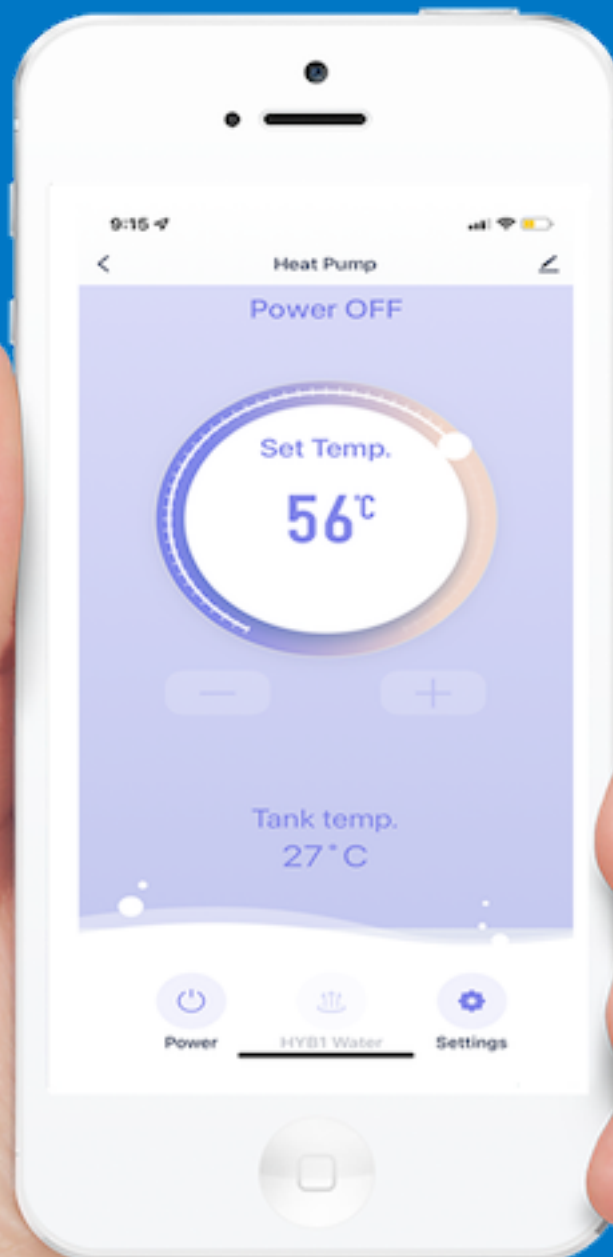 9:15
Heat Pump
Power OFF
Set Temp.
56℃
Tank temp.
27°C
Power
HYB1 Water
Settings